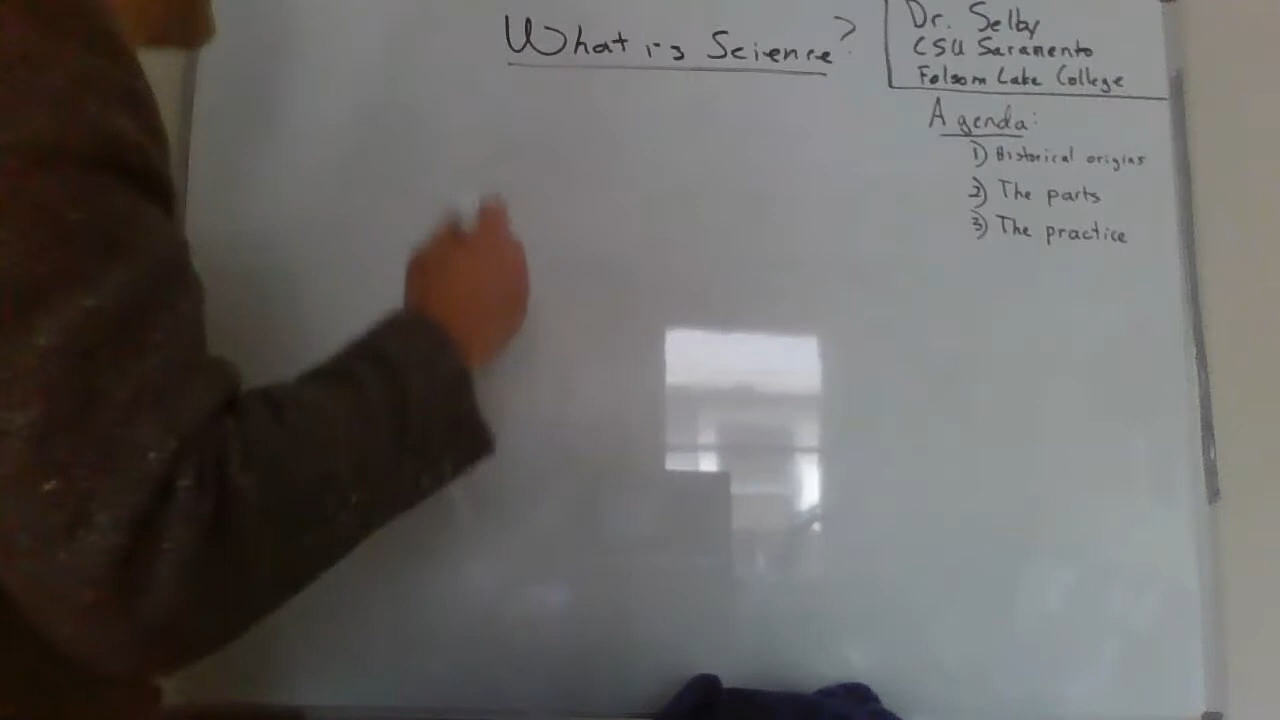 What is Science?
Dr. Selby
CSU Saramento
Folsom Lake College
Agenda:
1) Historical origins
2) The parts
3) The practice